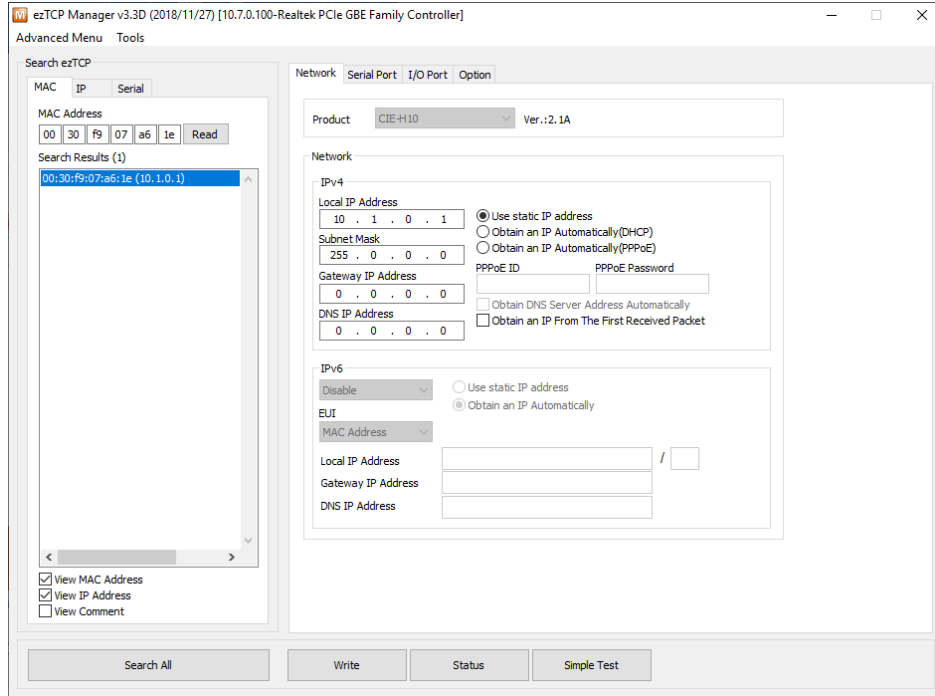 ezTCP Manager v3.3D (2018/11/27) [10.7.0.100-Realtek PCIe GBE Family Controller]
Advanced Menu Tools
Search ezTCP
MAC IP Serial
MAC Address
00 30 f9 07 a6 1e Read
Search Results (1)
00:30:f9:07:a6:1e (10.1.0.1)
View MAC Address
View IP Address
View Comment
Network Serial Port I/O Port Option
Product CIE-H10 Ver.:2.1A
Network
IPv4
Local IP Address
10 . 1 . 0 . 1
Subnet Mask
255 . 0 . 0 . 0
Gateway IP Address
0 . 0 . 0 . 0
DNS IP Address
0 . 0 . 0 . 0
Use static IP address
Obtain an IP Automatically(DHCP)
Obtain an IP Automatically(PPPoE)
PPPoE ID PPPoE Password
Obtain DNS Server Address Automatically
Obtain an IP From The First Received Packet
IPv6
Disable
Use static IP address
Obtain an IP Automatically
EUI
MAC Address
Local IP Address /
Gateway IP Address
DNS IP Address
Search All Write Status Simple Test